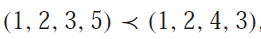 (1, 2, 3, 5) ≺ (1, 2, 4, 3),